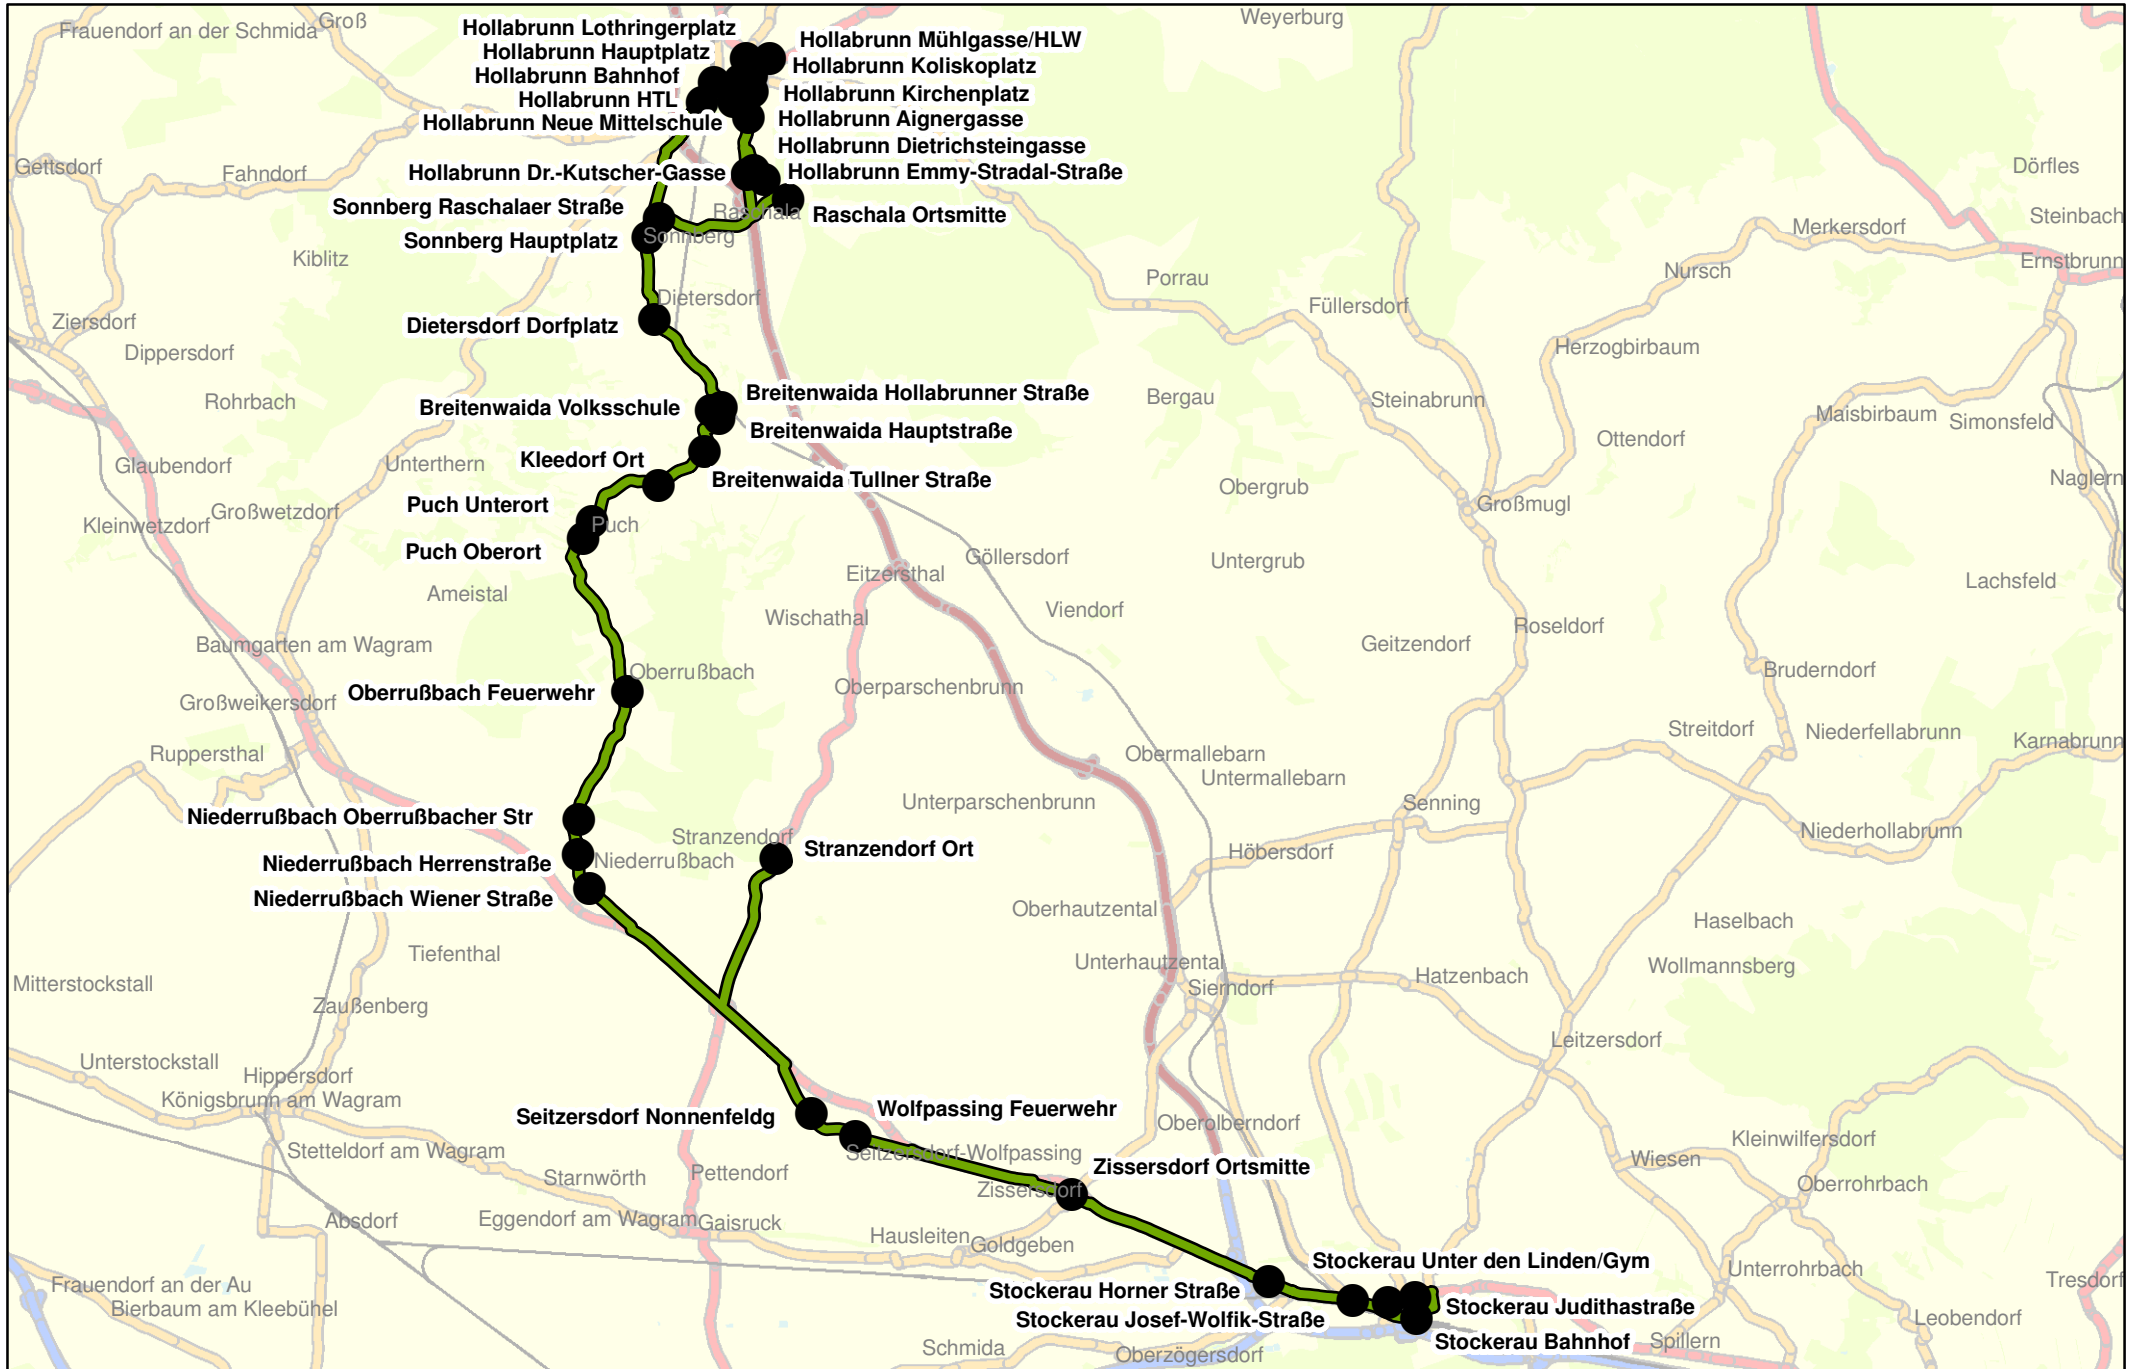 Frauendorf an der Schmida
Groß
Hollabrunn Lothringerplatz
Weyerburg
Hollabrunn Hauptplatz
Hollabrunn Mühlgasse/HLW
Hollabrunn Bahnhof
Hollabrunn Koliskoplatz
Hollabrunn HTL
Hollabrunn Kirchenplatz
Hollabrunn Neue Mittelschule
Hollabrunn Aignergasse
Hollabrunn Dietrichsteingasse
Gettsdorf
Fahndorf
Hollabrunn Dr.-Kutscher-Gasse
Hollabrunn Emmy-Stradal-Straße
Dörfles
Sonnberg Raschalaer Straße
Raschala
Raschala Ortsmitte
Steinbach
Sonnberg Hauptplatz
Sonnberg
Merkersdorf
Kiblitz
Ernstbrunn
Nursch
Porrau
Dietersdorf
Füllersdorf
Ziersdorf
Dietersdorf Dorfplatz
Dippersdorf
Herzogbirbaum
Rohrbach
Breitenwaida Hollabrunner Straße
Bergau
Steinabrunn
Breitenwaida Volksschule
Maisbirbaum
Simonsfeld
Breitenwaida Hauptstraße
Ottendorf
Glaubendorf
Unterthern
Kleedorf Ort
Breitenwaida Tullner Straße
Obergrub
Naglern
Puch Unterort
Großmugl
Kleinwetzdorf
Großwetzdorf
Puch
Puch Oberort
Göllersdorf
Untergrub
Eitzersthal
Lachsfeld
Ameistal
Wischathal
Viendorf
Roseldorf
Baumgarten am Wagram
Geitzendorf
Oberrußbach
Bruderndorf
Oberrußbach Feuerwehr
Oberparschenbrunn
Großweikersdorf
Streitdorf
Niederfellabrunn
Karnabrunn
Ruppersthal
Obermallebarn
Untermallebarn
Unterparschenbrunn
Senning
Niederrußbach Oberrußbacher Str
Stranzendorf
Niederhollabrunn
Niederrußbach Herrenstraße
Niederrußbach
Stranzendorf Ort
Höbersdorf
Niederrußbach Wiener Straße
Oberhautzental
Haselbach
Tiefenthal
Unterhautzental
Wollmannsberg
Mitterstockstall
Sierndorf
Hatzenbach
Zaußenberg
Leitzersdorf
Unterstockstall
Hippersdorf
Königsbrunn am Wagram
Seitzersdorf Nonnenfeldg
Wolfpassing Feuerwehr
Oberolberndorf
Kleinwilfersdorf
Stetteldorf am Wagram
Seitzersdorf-Wolfpassing
Wiesen
Starnwörth
Pettendorf
Zissersdorf Ortsmitte
Zissersdorf
Oberrohrbach
Absdorf
Eggendorf am Wagram
Gaisruck
Hausleiten
Goldgeben
Stockerau Unter den Linden/Gym
Unterrohrbach
Frauendorf an der Au
Stockerau Horner Straße
Tresdorf
Bierbaum am Kleebühel
Stockerau Judithastraße
Stockerau Josef-Wolfik-Straße
Leobendorf
Stockerau Bahnhof
Spillern
Schmida
Oberzögersdorf